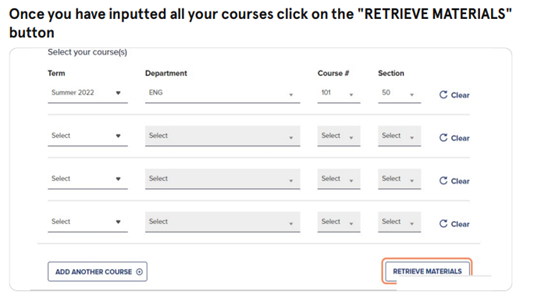 Once you have inputted all your courses click on the "RETRIEVE MATERIALS"
button
Select your course(s)
Term Department Course # Section
Summer 2022 ENG 101 50 Clear
Select Select Select Select Clear
Select Select Select Select Clear
Select Select Select Select Clear
ADD ANOTHER COURSE RETRIEVE MATERIALS